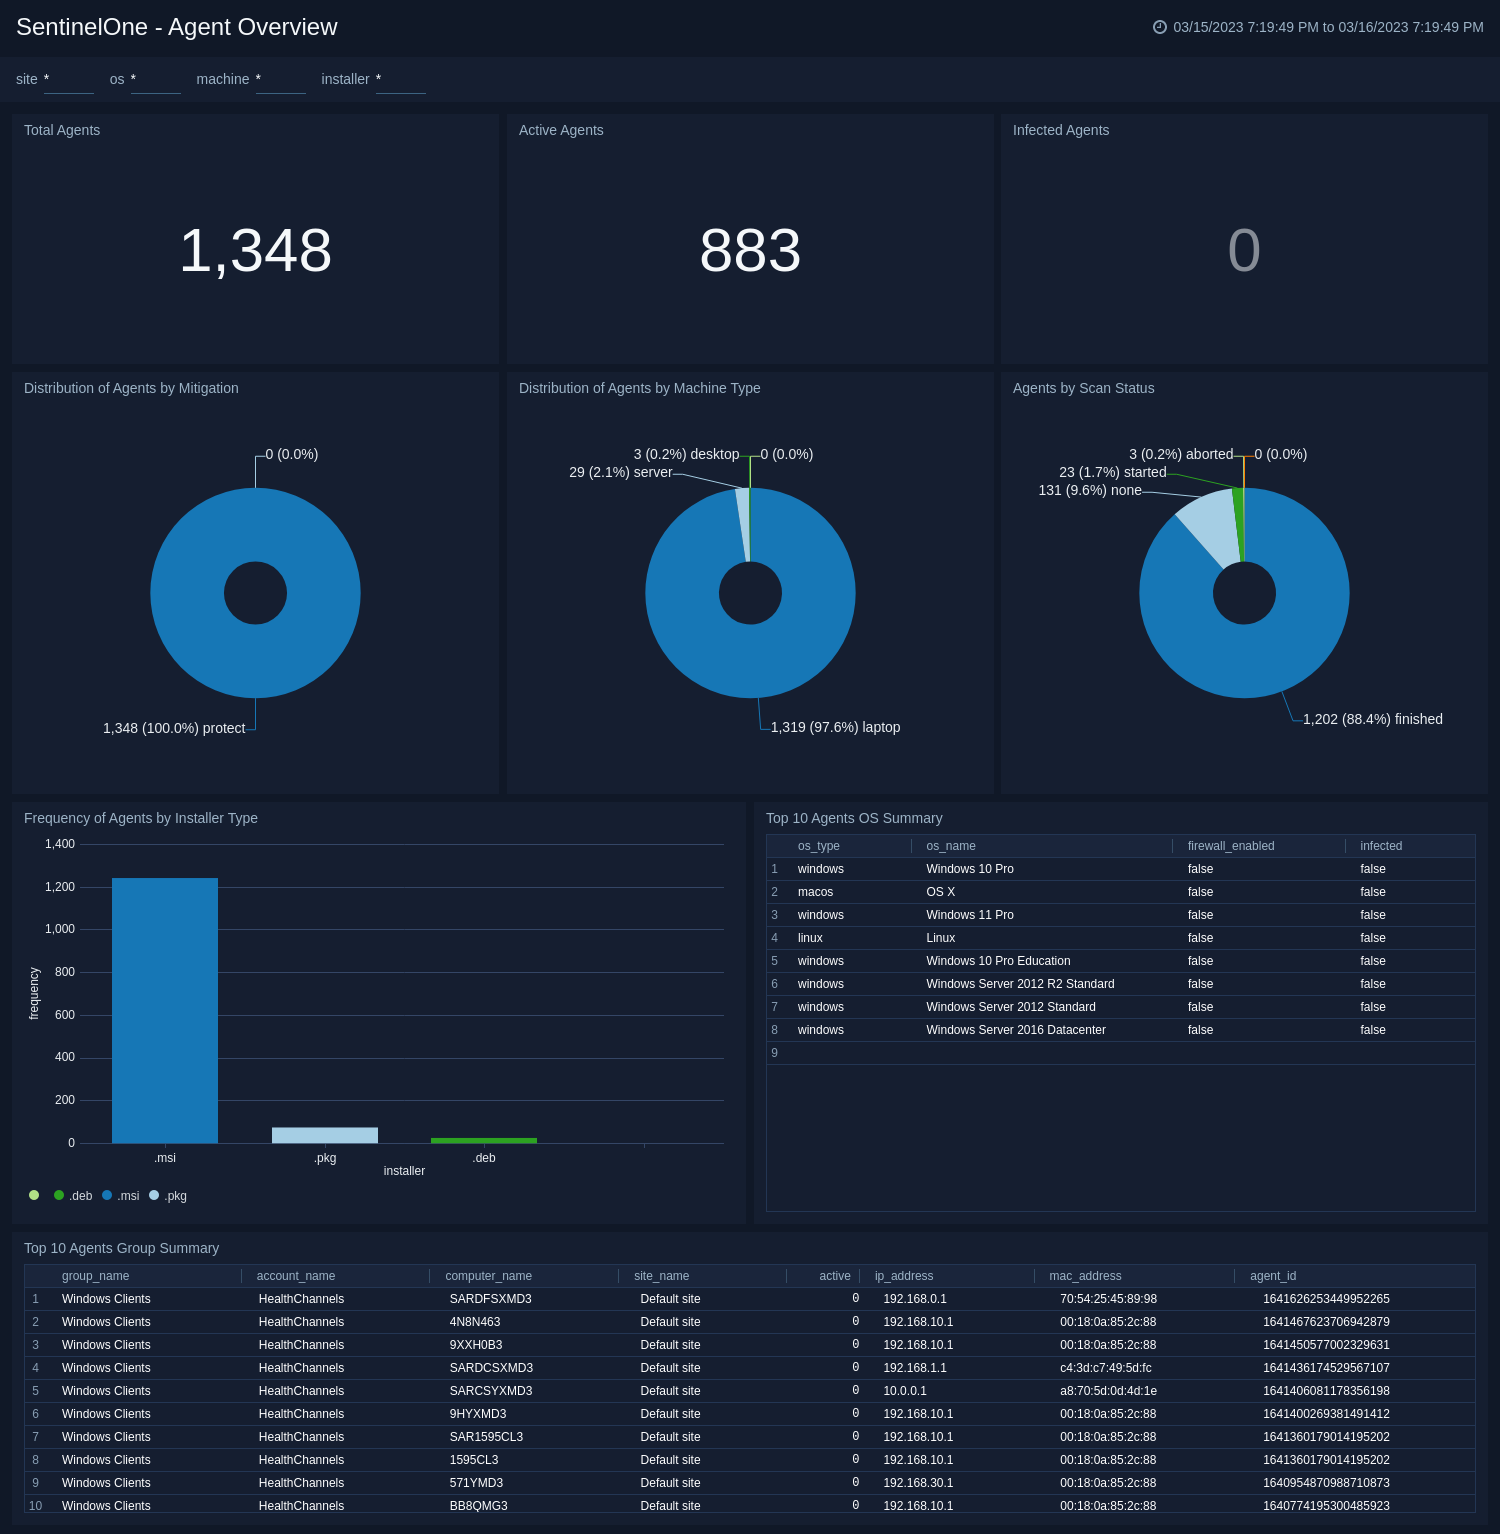 SentinelOne - Agent Overview
03/15/2023 7:19:49 PM to 03/16/2023 7:19:49 PM
site * os * machine * installer *
Total Agents
1,348
Active Agents
883
Infected Agents
0
Distribution of Agents by Mitigation
0 (0.0%)
1,348 (100.0%) protect
Distribution of Agents by Machine Type
3 (0.2%) desktop 0 (0.0%)
29 (2.1%) server
1,319 (97.6%) laptop
Agents by Scan Status
3 (0.2%) aborted 0 (0.0%)
23 (1.7%) started
131 (9.6%) none
1,202 (88.4%) finished
Frequency of Agents by Installer Type
1,400
1,200
1,000
800
600
400
200
0
frequency
.msi .pkg .deb
installer
.deb .msi .pkg
Top 10 Agents OS Summary
os_type os_name firewall_enabled infected
1 windows Windows 10 Pro false false
2 macos OS X false false
3 windows Windows 11 Pro false false
4 linux Linux false false
5 windows Windows 10 Pro Education false false
6 windows Windows Server 2012 R2 Standard false false
7 windows Windows Server 2012 Standard false false
8 windows Windows Server 2016 Datacenter false false
9
Top 10 Agents Group Summary
group_name account_name computer_name site_name active ip_address mac_address agent_id
1 Windows Clients HealthChannels SARDFSXMD3 Default site 0 192.168.0.1 70:54:25:45:89:98 1641626253449952265
2 Windows Clients HealthChannels 4N8N463 Default site 0 192.168.10.1 00:18:0a:85:2c:88 1641467623706942879
3 Windows Clients HealthChannels 9XXH0B3 Default site 0 192.168.10.1 00:18:0a:85:2c:88 1641450577002329631
4 Windows Clients HealthChannels SARDCSXMD3 Default site 0 192.168.1.1 c4:3d:c7:49:5d:fc 1641436174529567107
5 Windows Clients HealthChannels SARCSYXMD3 Default site 0 10.0.0.1 a8:70:5d:0d:4d:1e 1641406081178356198
6 Windows Clients HealthChannels 9HYXMD3 Default site 0 192.168.10.1 00:18:0a:85:2c:88 1641400269381491412
7 Windows Clients HealthChannels SAR1595CL3 Default site 0 192.168.10.1 00:18:0a:85:2c:88 1641360179014195202
8 Windows Clients HealthChannels 1595CL3 Default site 0 192.168.10.1 00:18:0a:85:2c:88 1641360179014195202
9 Windows Clients HealthChannels 571YMD3 Default site 0 192.168.30.1 00:18:0a:85:2c:88 1640954870988710873
10 Windows Clients HealthChannels BB8QMG3 Default site 0 192.168.10.1 00:18:0a:85:2c:88 1640774195300485923